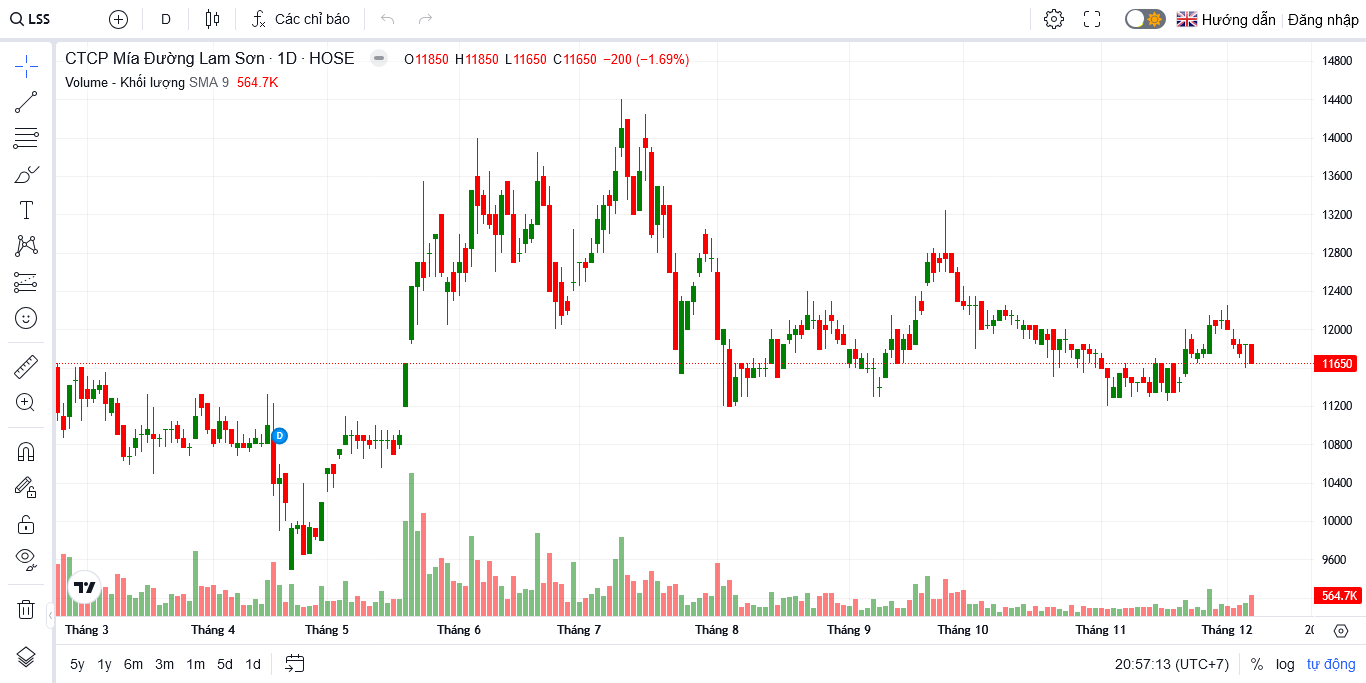 LSS D Các chỉ báo Hướng dẫn Đăng nhập
CTCP Mía Đường Lam Sơn · 1D · HOSE O11850 H11850 L11650 C11650 −200 (−1.69%)
Volume - Khối lượng SMA 9 564.7K
14800
14400
14000
13600
13200
12800
12400
12000
11650
11200
10800
10400
10000
9600
564.7K
D
Tháng 3 Tháng 4 Tháng 5 Tháng 6 Tháng 7 Tháng 8 Tháng 9 Tháng 10 Tháng 11 Tháng 12
5y 1y 6m 3m 1m 5d 1d 20:57:13 (UTC+7) % log tự động